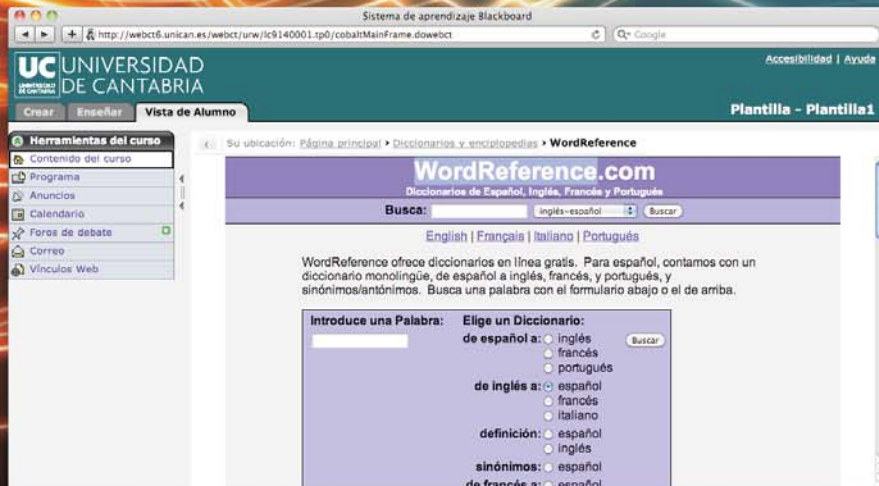 Sistema de aprendizaje Blackboard
http://webct6.unican.es/webct/urw/lc9140001.tp0/cobaltMainFrame.dowebct
Google
Accesibilidad | Ayuda
UC UNIVERSIDAD
DE CANTABRIA
Crear Enseñar Vista de Alumno
Plantilla - Plantilla1
Herramientas del curso
Contenido del curso
Programa
Anuncios
Calendario
Foros de debate
Correo
Vínculos Web
Su ubicación: Página principal › Diccionarios y enciplopedias › WordReference
WordReference.com
Diccionarios de Español, Inglés, Francés y Portugués
Busca: inglés-español Buscar
English | Français | Italiano | Portugués
WordReference ofrece diccionarios en línea gratis. Para español, contamos con un
diccionario monolingüe, de español a inglés, francés, y portugués, y
sinónimos/antónimos. Busca una palabra con el formulario abajo o el de arriba.
Introduce una Palabra: Elige un Diccionario:
de español a: inglés Buscar
francés
portugués
de inglés a: español
francés
italiano
definición: español
inglés
sinónimos: español
de francés a: español